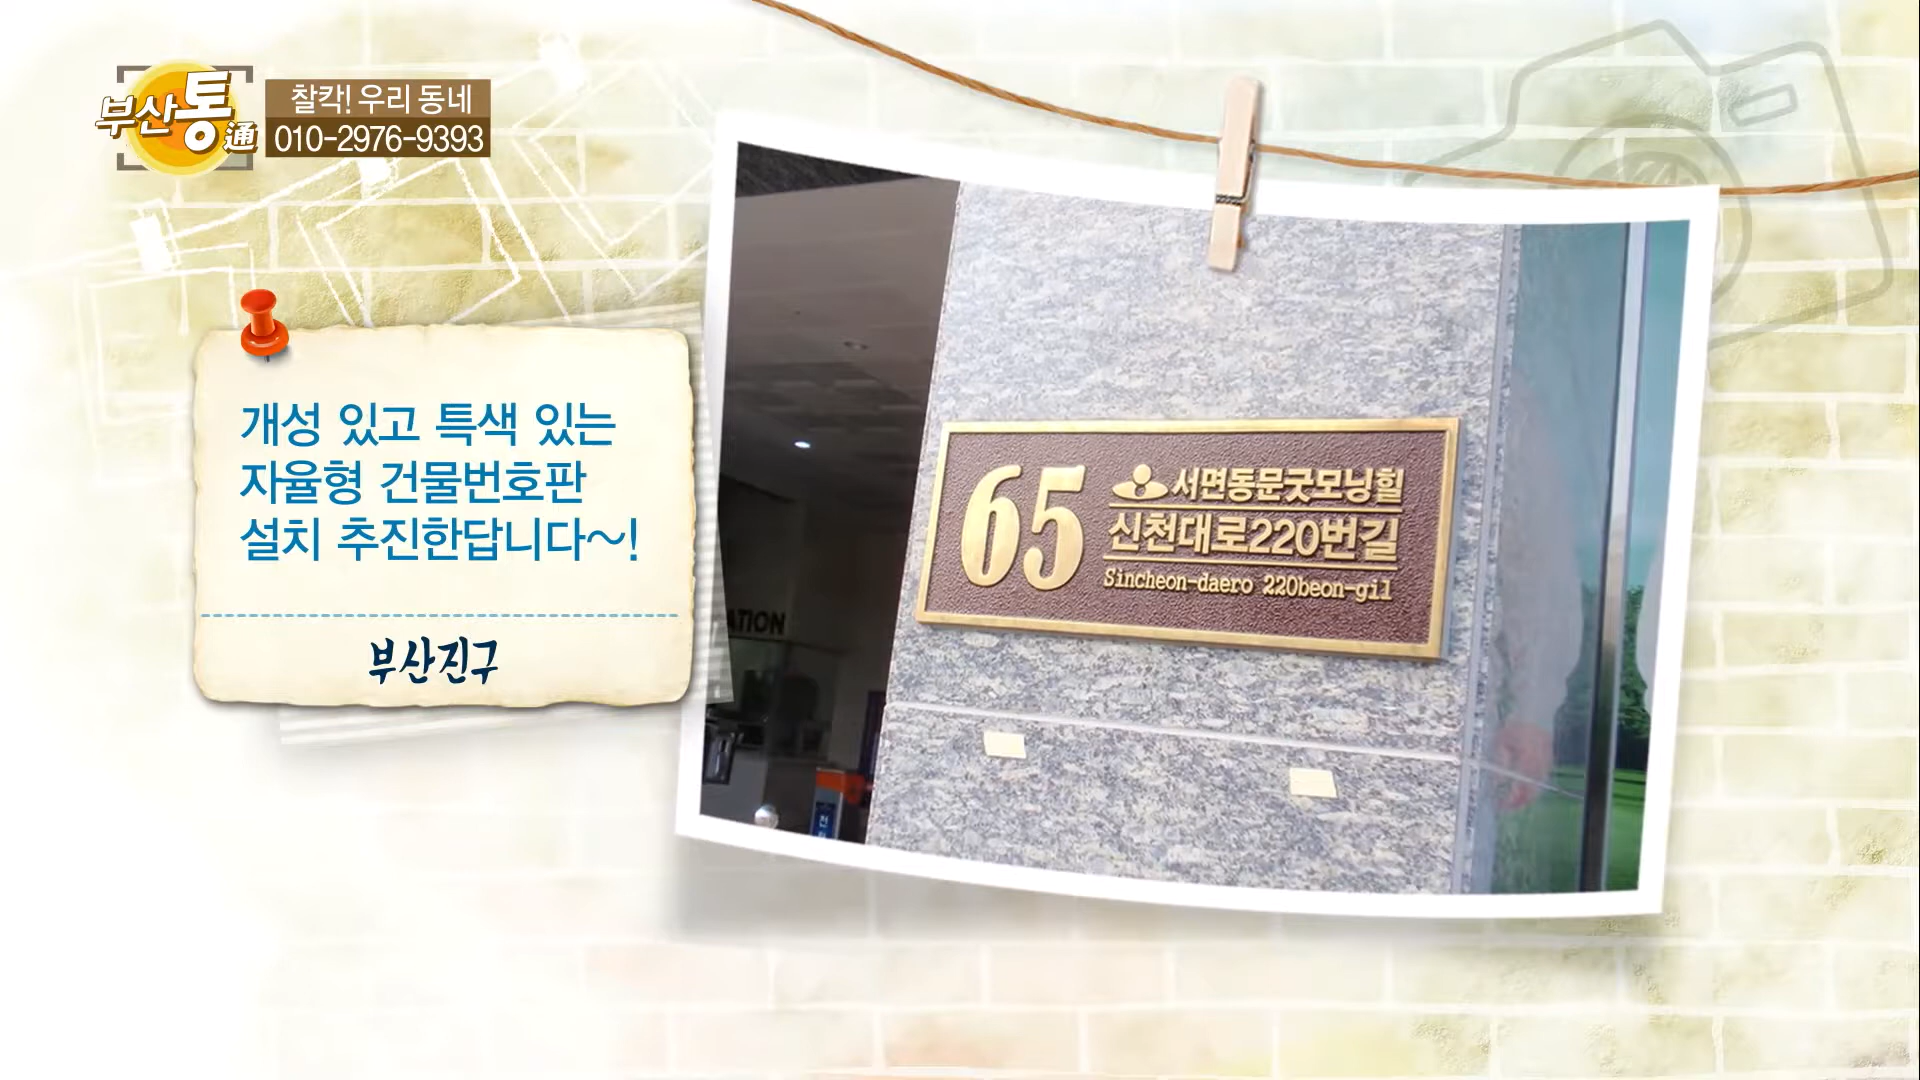 부산통通
찰칵! 우리 동네
010-2976-9393
개성 있고 특색 있는
자율형 건물번호판
설치 추진한답니다~!
부산진구
65
서면동문굿모닝힐
신천대로220번길
Sincheon-daero 220beon-gil
ATION